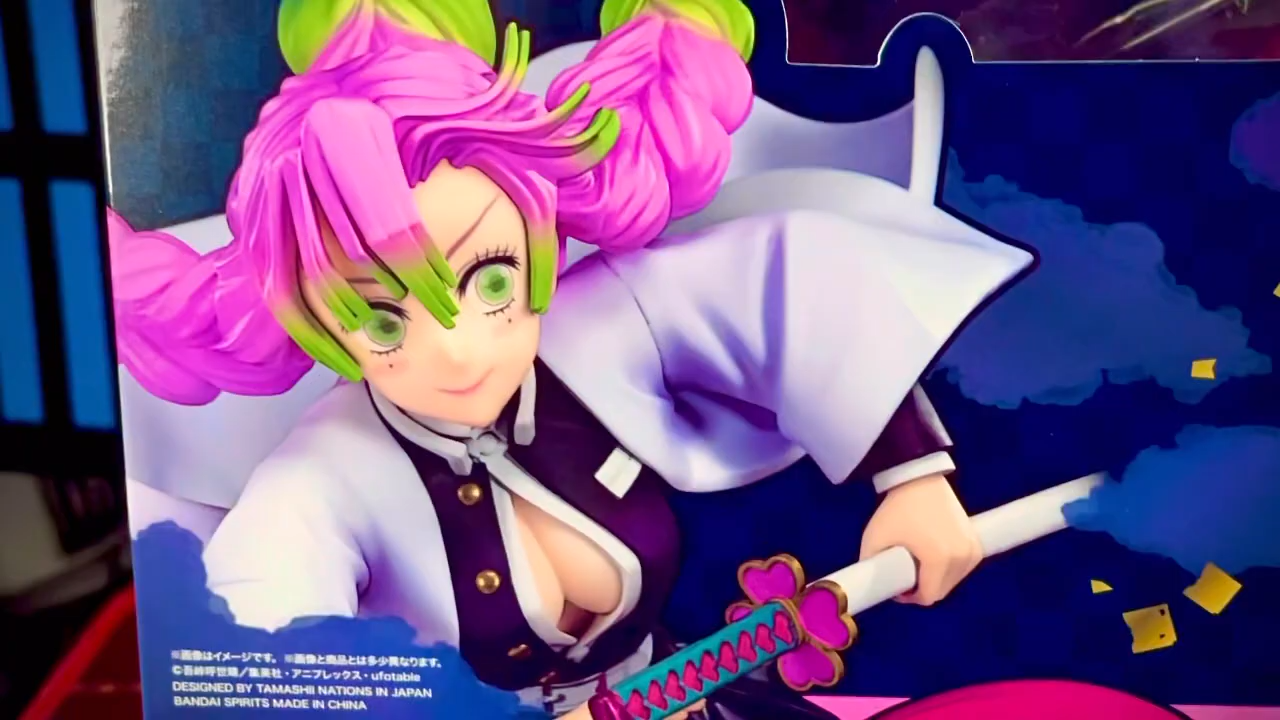 ※画像はイメージです。 ※画像と商品とは多少異なります。
©吾峠呼世晴／集英社・アニプレックス・ufotable
DESIGNED BY TAMASHII NATIONS IN JAPAN
BANDAI SPIRITS MADE IN CHINA